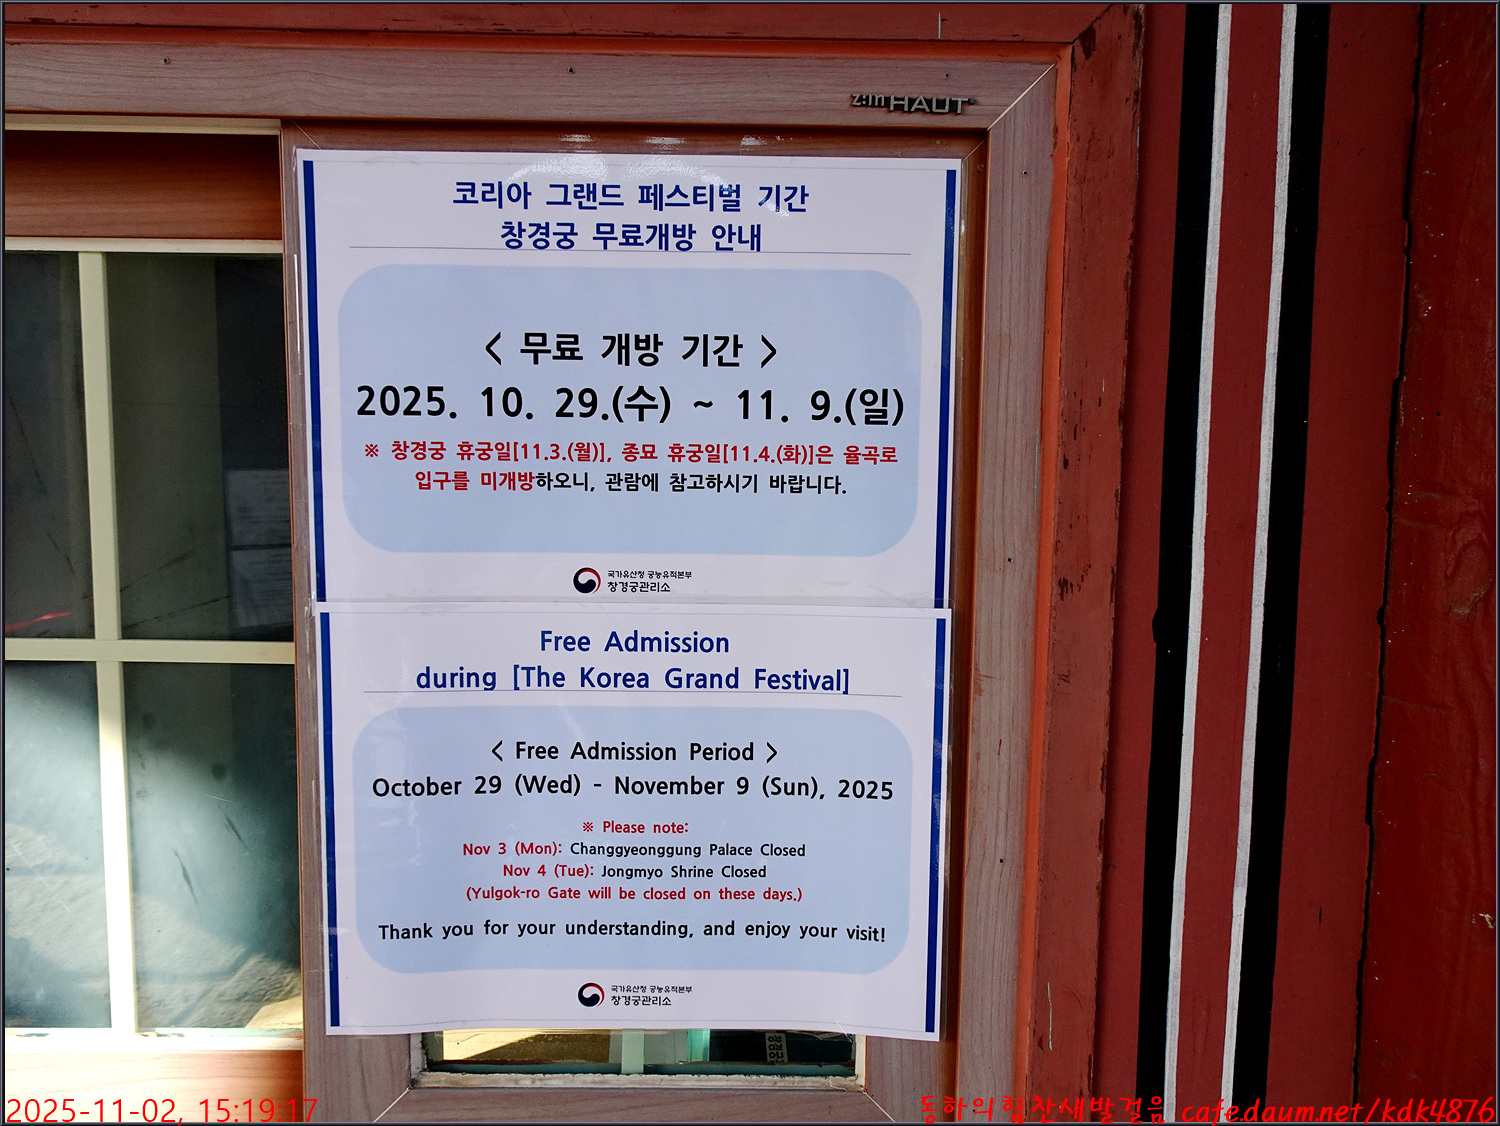 z:in HAUT
코리아 그랜드 페스티벌 기간
창경궁 무료개방 안내
< 무료 개방 기간 >
2025. 10. 29.(수) ~ 11. 9.(일)
※ 창경궁 휴궁일[11.3.(월)], 종묘 휴궁일[11.4.(화)]은 율곡로
입구를 미개방하오니, 관람에 참고하시기 바랍니다.
국가유산청 궁능유적본부
창경궁관리소
Free Admission
during [The Korea Grand Festival]
< Free Admission Period >
October 29 (Wed) - November 9 (Sun), 2025
※ Please note:
Nov 3 (Mon): Changgyeonggung Palace Closed
Nov 4 (Tue): Jongmyo Shrine Closed
(Yulgok-ro Gate will be closed on these days.)
Thank you for your understanding, and enjoy your visit!
국가유산청 궁능유적본부
창경궁관리소
2025-11-02, 15:19:17
동하의힘찬새발걸음 cafe.daum.net/kdk4876